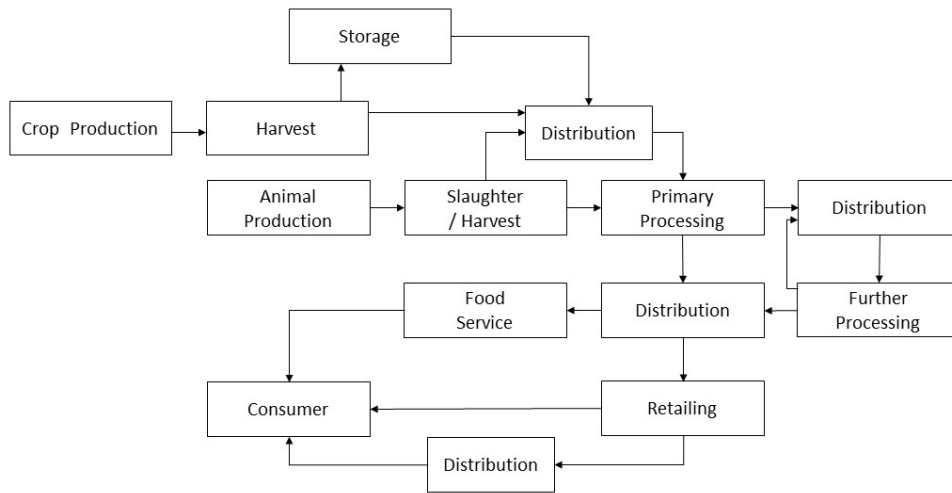 Storage
Crop Production
Harvest
Distribution
Animal
Production
Slaughter
/ Harvest
Primary
Processing
Distribution
Food
Service
Distribution
Further
Processing
Consumer
Retailing
Distribution